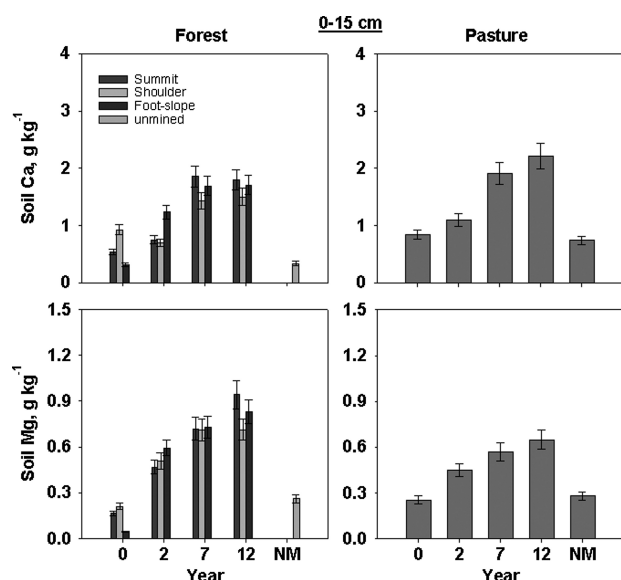 0-15 cm
Forest
Pasture
Soil Ca, g kg-1
4
3
2
1
0
Summit
Shoulder
Foot-slope
unmined
4
3
2
1
0
Soil Mg, g kg-1
1.5
1.2
0.9
0.6
0.3
0.0
1.5
1.2
0.9
0.6
0.3
0.0
0 2 7 12 NM
0 2 7 12 NM
Year
Year